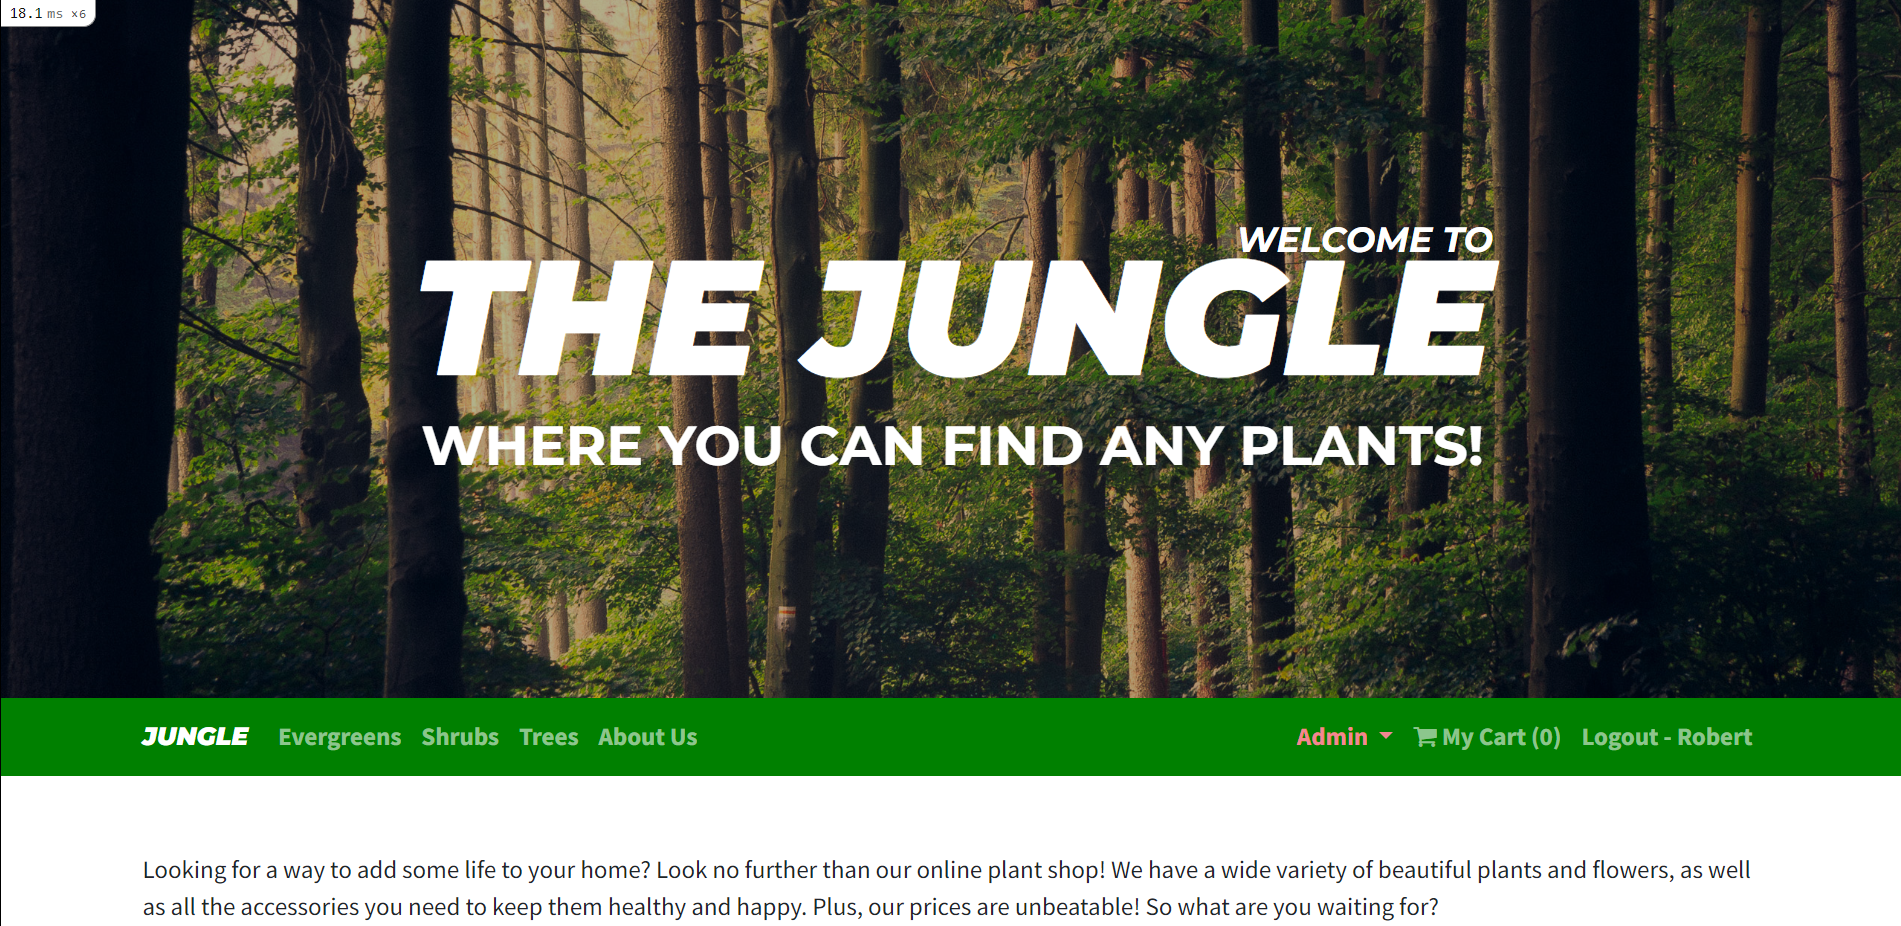 18.1 ms ×6
WELCOME TO
THE JUNGLE
WHERE YOU CAN FIND ANY PLANTS!
JUNGLE Evergreens Shrubs Trees About Us Admin My Cart (0) Logout - Robert
Looking for a way to add some life to your home? Look no further than our online plant shop! We have a wide variety of beautiful plants and flowers, as well
as all the accessories you need to keep them healthy and happy. Plus, our prices are unbeatable! So what are you waiting for?